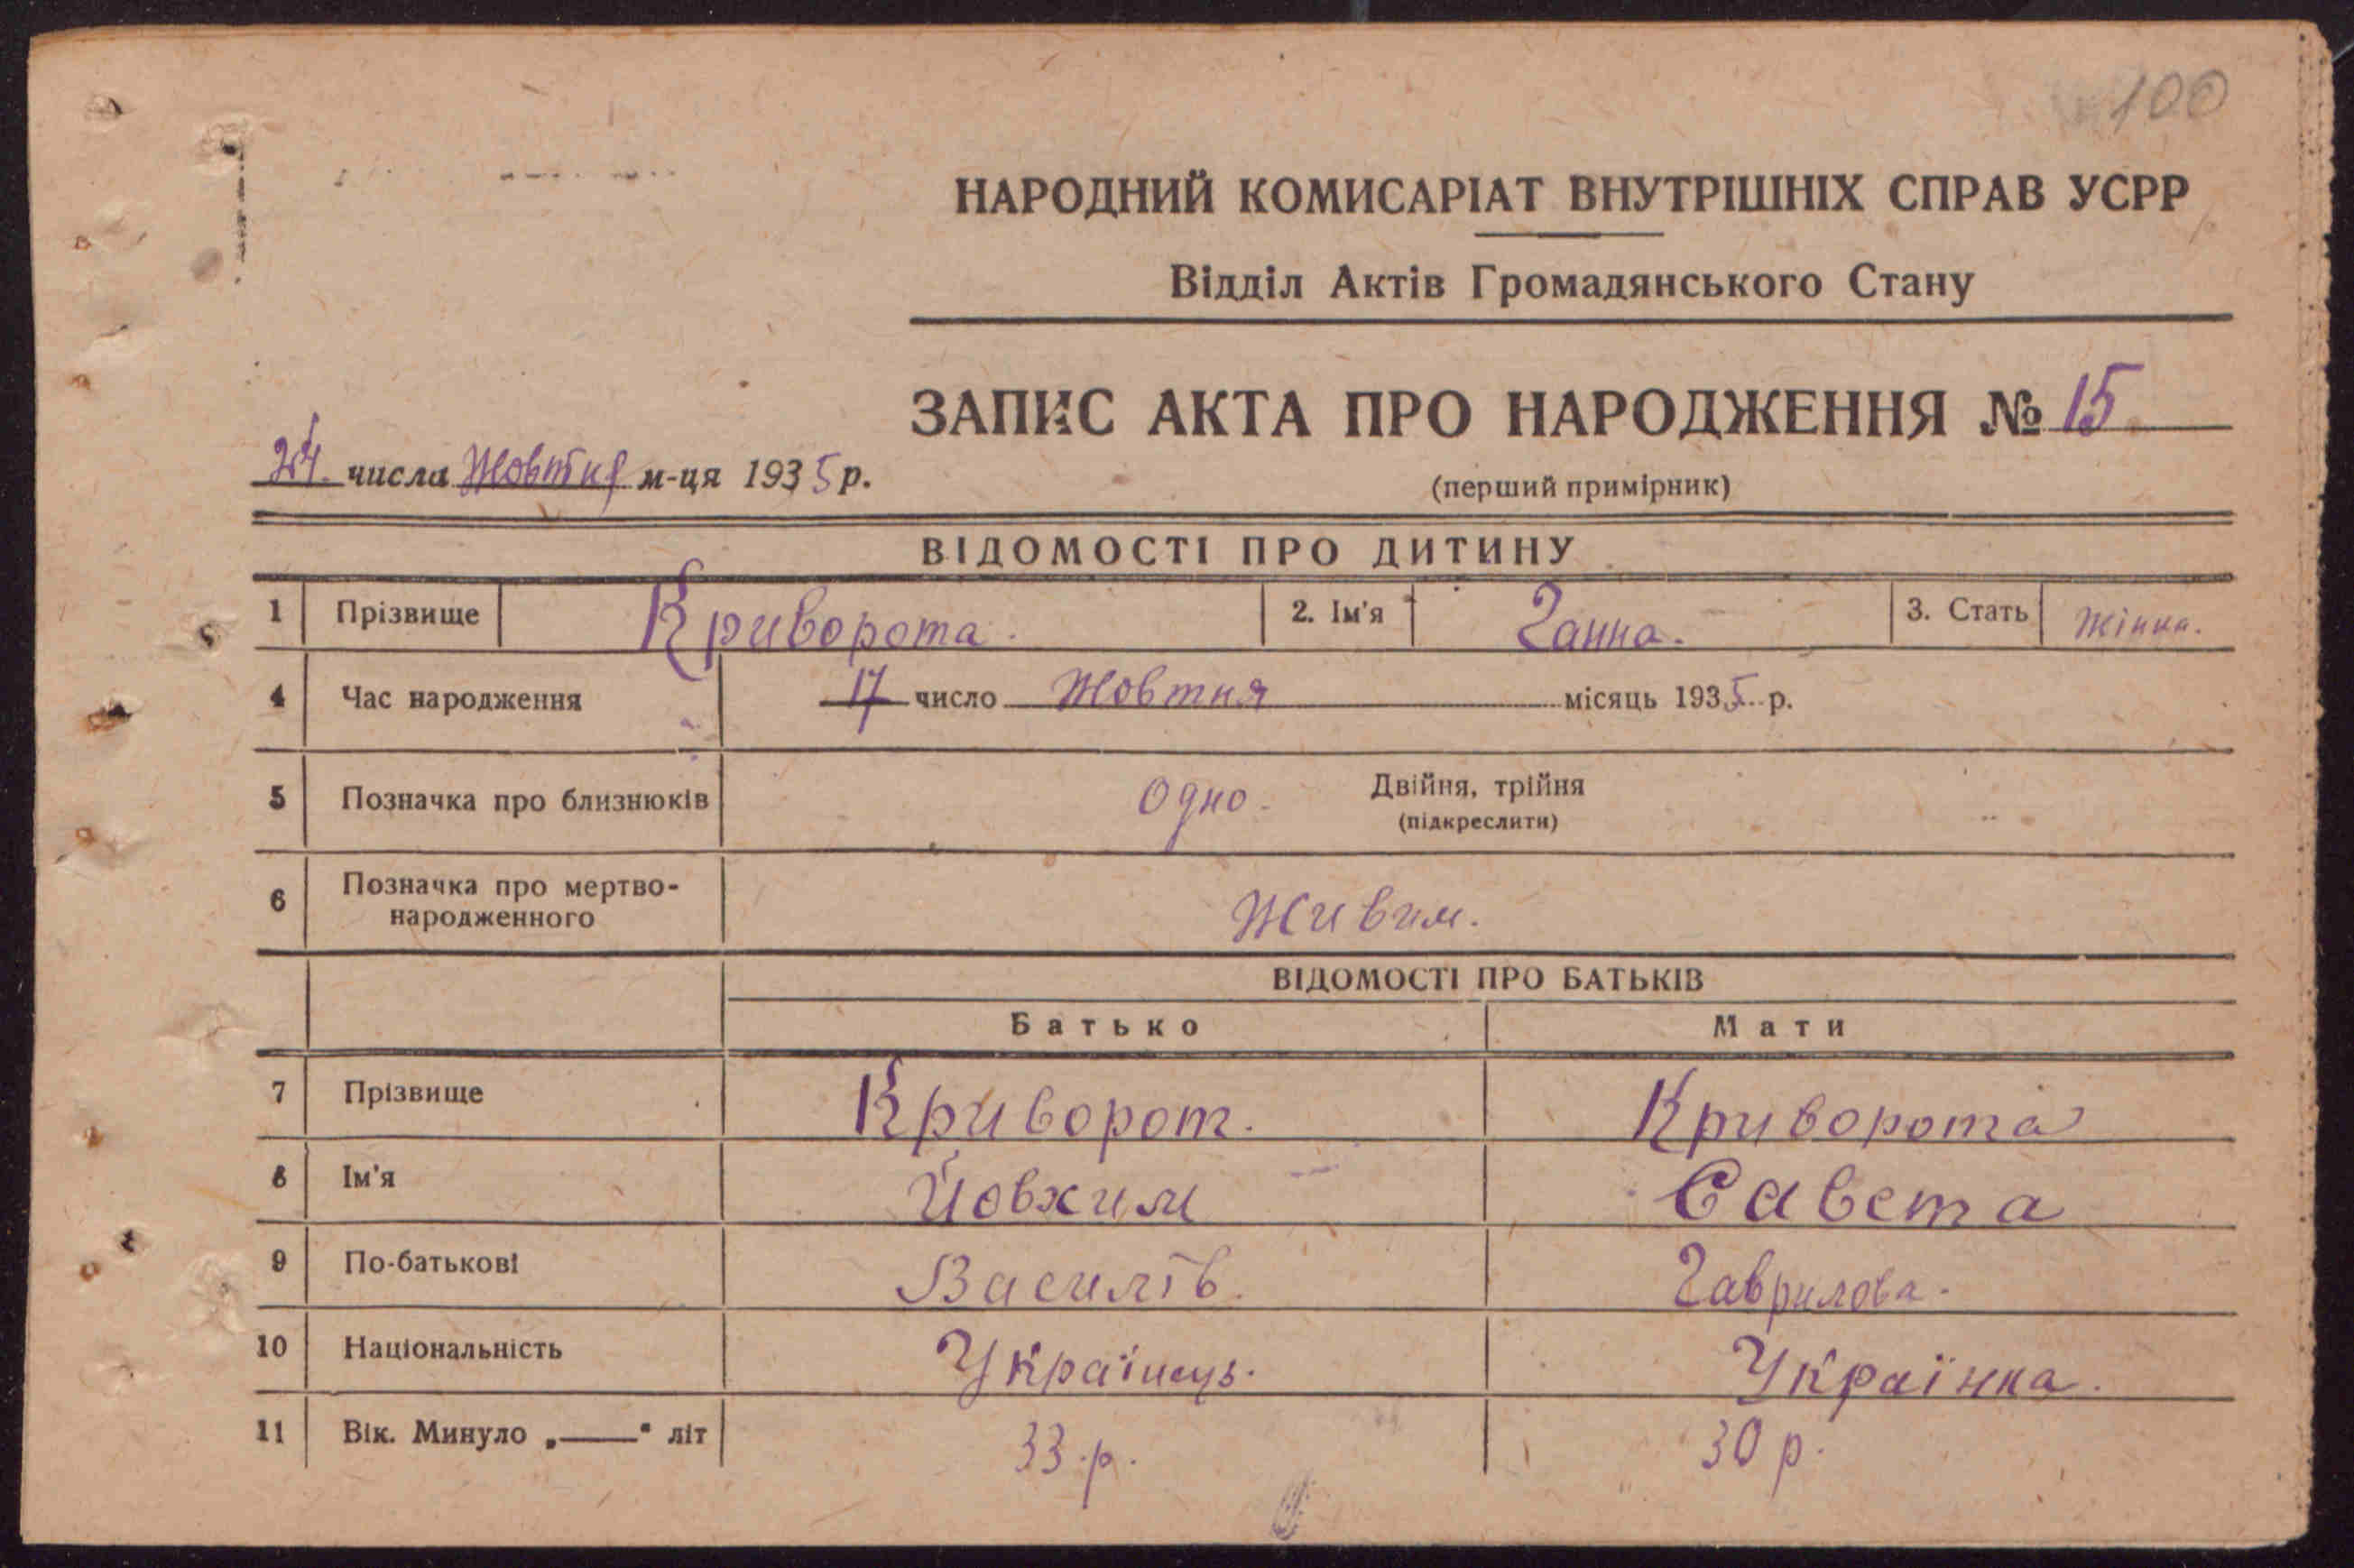 100
НАРОДНИЙ КОМИСАРІАТ ВНУТРІШНІХ СПРАВ УСРР
Відділ Актів Громадянського Стану
ЗАПИС АКТА ПРО НАРОДЖЕННЯ № 15
24 числа Жовтня м-ця 1935 р.
(перший примірник)
ВІДОМОСТІ ПРО ДИТИНУ
1 Прізвище Криворота. 2. Ім'я Ганна. 3. Стать Жінка.
4 Час народження 17 число Жовтня місяць 1935 р.
5 Позначка про близнюків Одно. Двійня, трійня
(підкреслити)
6 Позначка про мертво-
народженного Живим.
ВІДОМОСТІ ПРО БАТЬКІВ
Батько Мати
7 Прізвище Криворот. Криворота
8 Ім'я Йовхим Савета
9 По-батькові Василів. Гаврилова.
10 Національність Українець. Українка.
11 Вік. Минуло „—“ літ 33.р. 30 р.